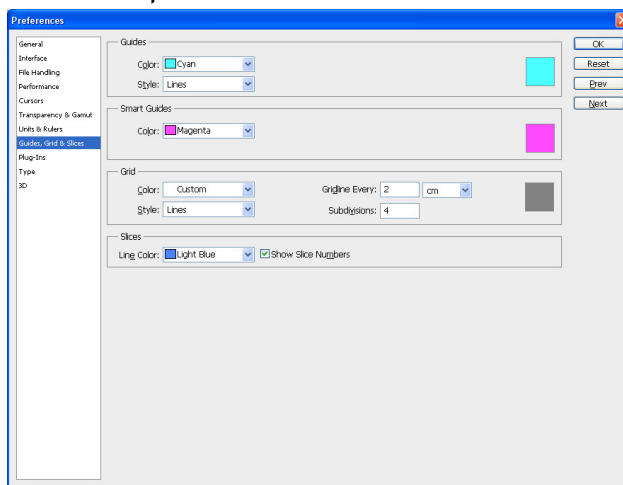 Preferences
General
Interface
File Handling
Performance
Cursors
Transparency & Gamut
Units & Rulers
Guides, Grid & Slices
Plug-Ins
Type
3D
Guides
Color: Cyan
Style: Lines
Smart Guides
Color: Magenta
Grid
Color: Custom Gridline Every: 2 cm
Style: Lines Subdivisions: 4
Slices
Line Color: Light Blue Show Slice Numbers
OK
Reset
Prev
Next